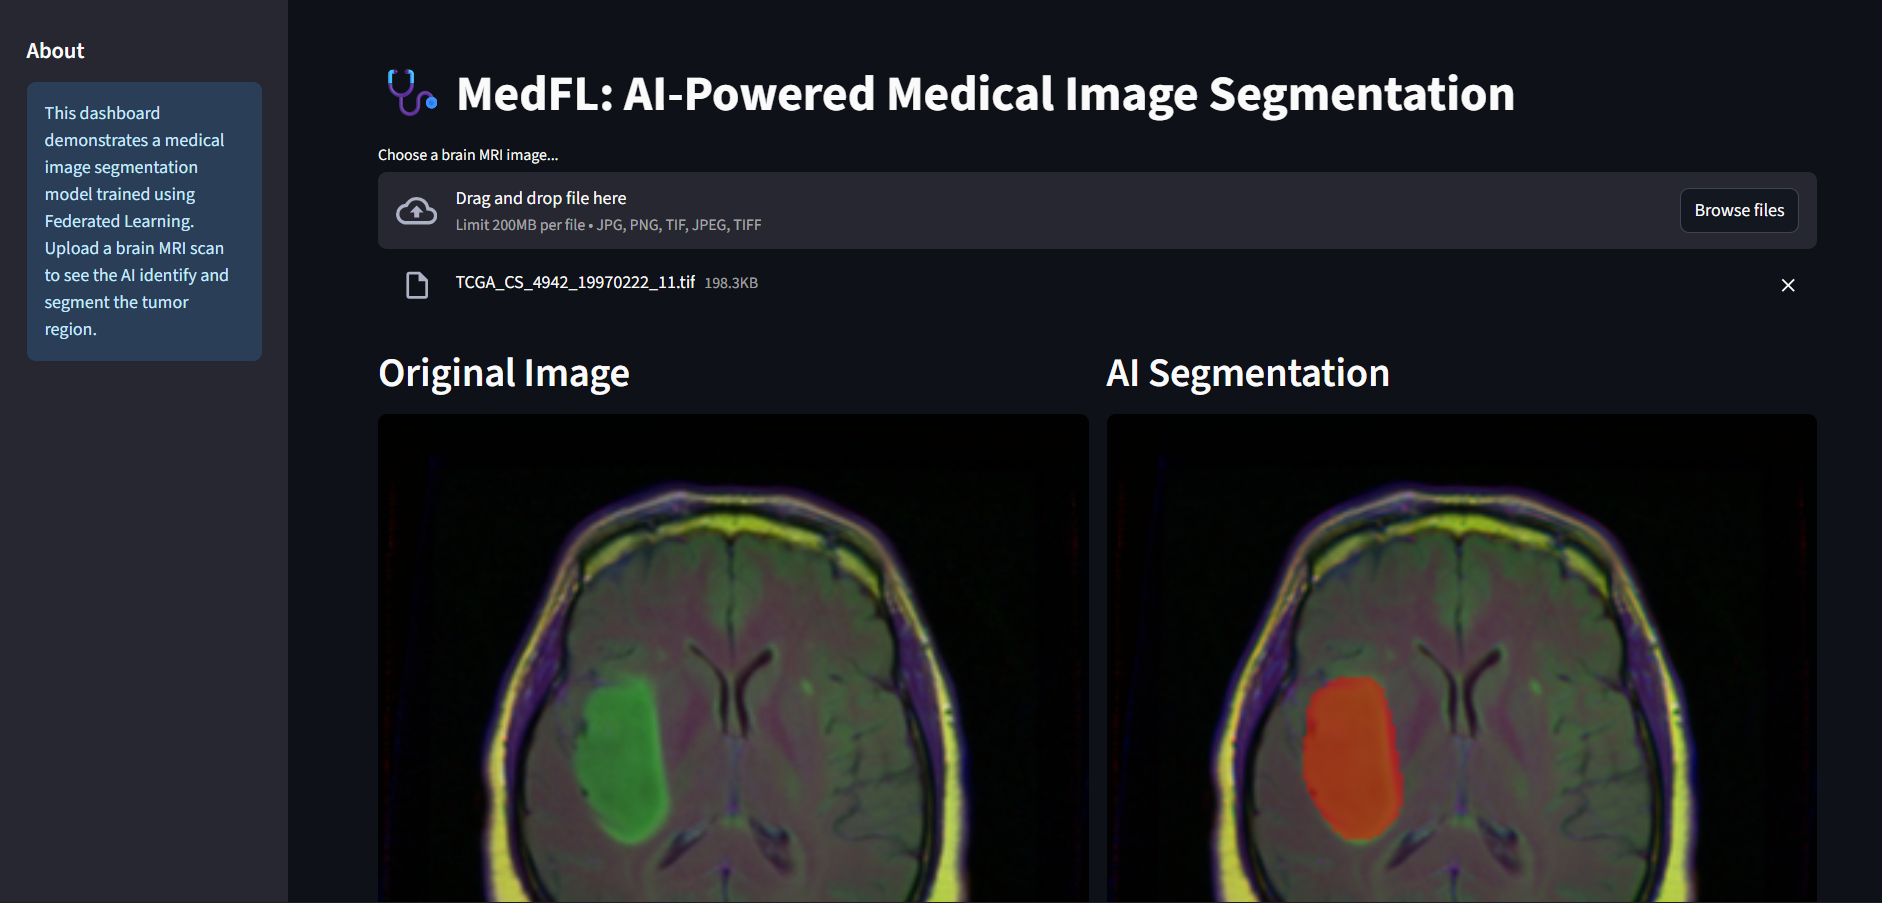 About
This dashboard
demonstrates a medical
image segmentation
model trained using
Federated Learning.
Upload a brain MRI scan
to see the AI identify and
segment the tumor
region.
MedFL: AI-Powered Medical Image Segmentation
Choose a brain MRI image...
Drag and drop file here
Limit 200MB per file • JPG, PNG, TIF, JPEG, TIFF
Browse files
TCGA_CS_4942_19970222_11.tif 198.3KB
Original Image
AI Segmentation